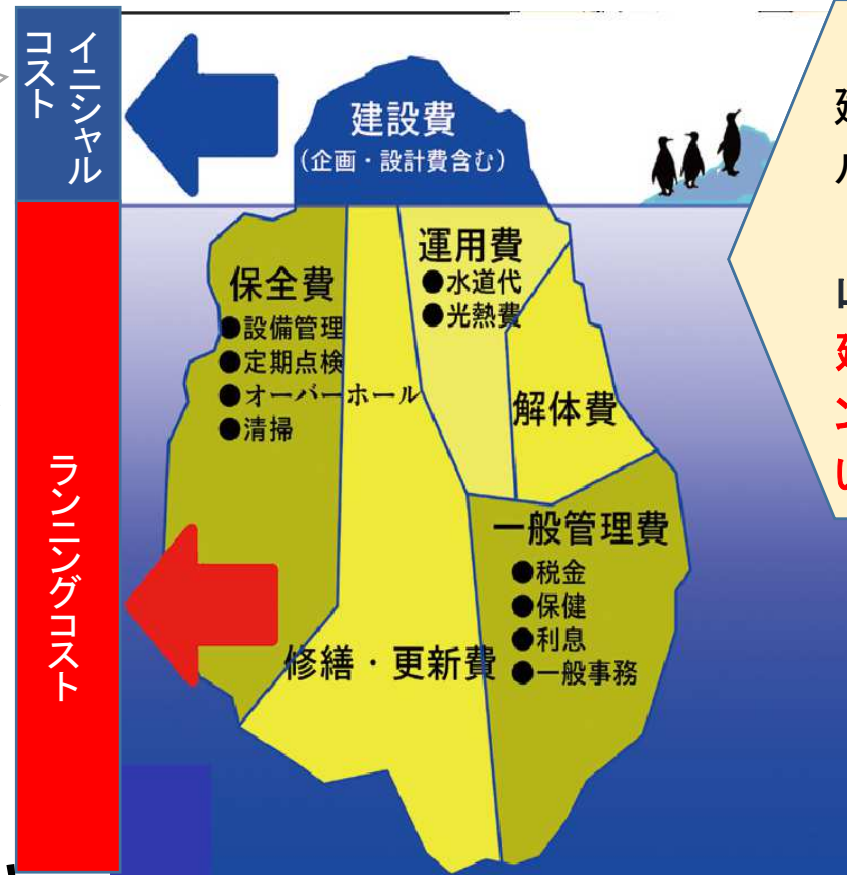 イニシャル
コスト
建設費
(企画・設計費含む)
運用費
●水道代
●光熱費
保全費
●設備管理
●定期点検
●オーバーホール
●清掃
解体費
一般管理費
●税金
●保健
●利息
●一般事務
修繕・更新費
ランニングコスト